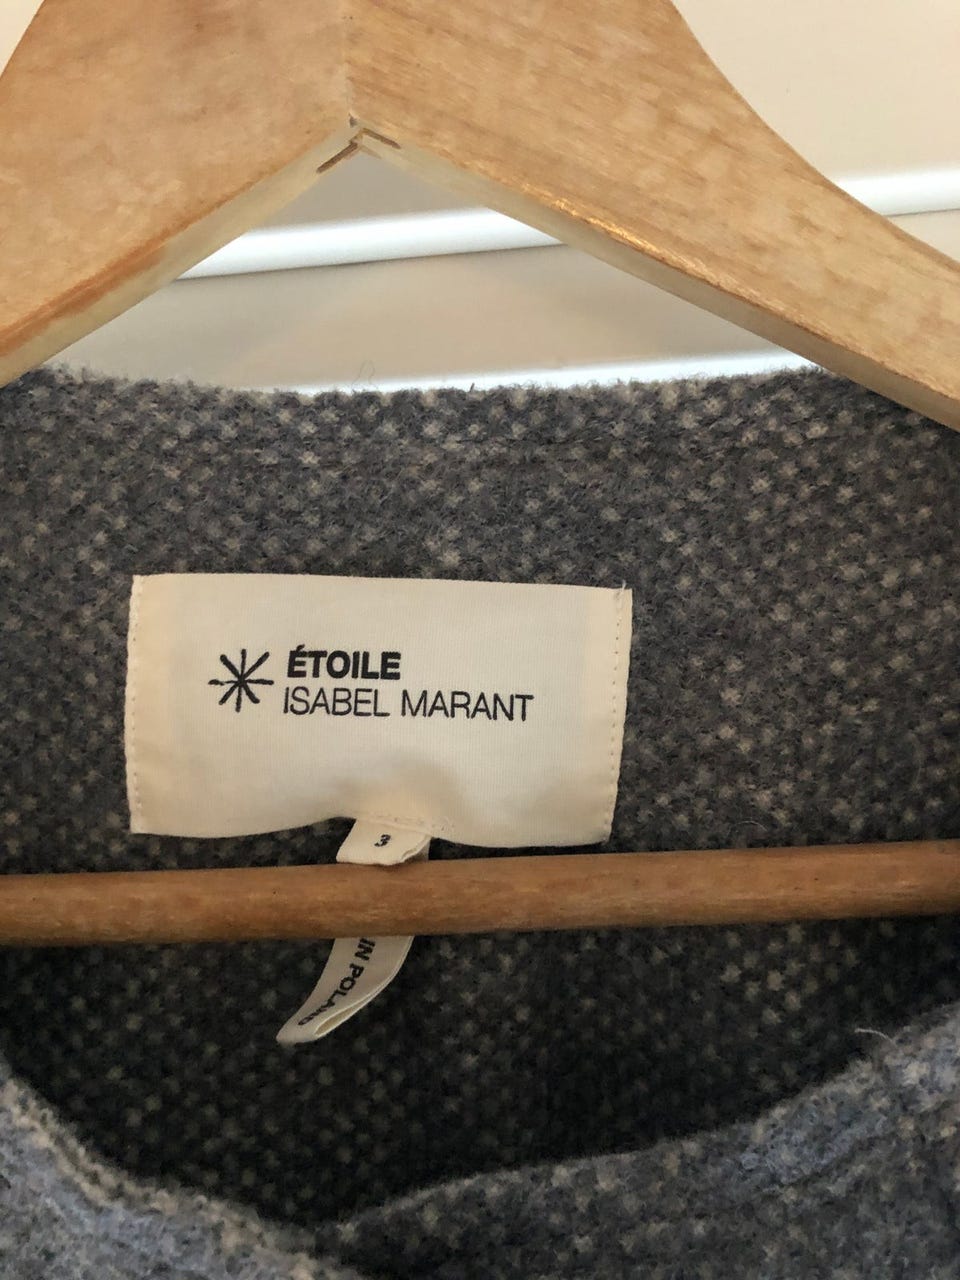 ÉTOILE
ISABEL MARANT
3
IN POLAND